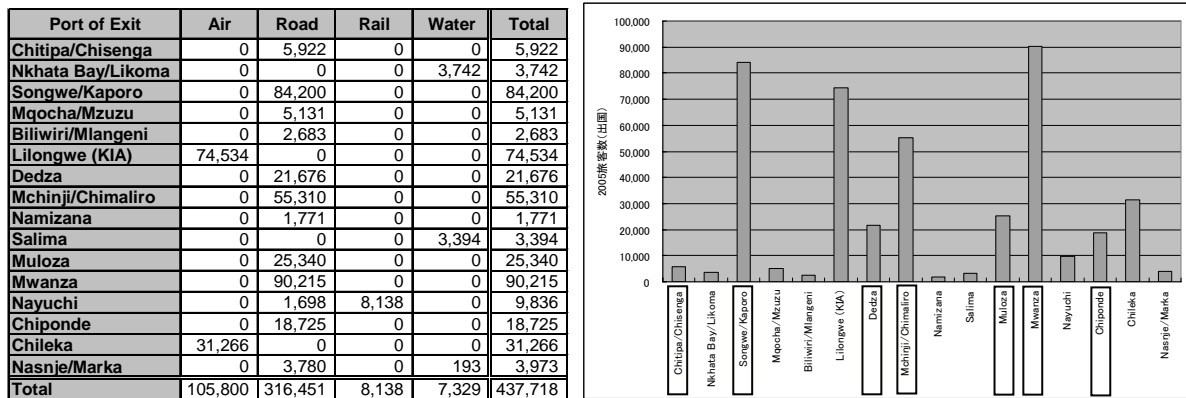 Port of Exit Air Road Rail Water Total
Chitipa/Chisenga 0 5,922 0 0 5,922
Nkhata Bay/Likoma 0 0 0 3,742 3,742
Songwe/Kaporo 0 84,200 0 0 84,200
Mqocha/Mzuzu 0 5,131 0 0 5,131
Biliwiri/Mlangeni 0 2,683 0 0 2,683
Lilongwe (KIA) 74,534 0 0 0 74,534
Dedza 0 21,676 0 0 21,676
Mchinji/Chimaliro 0 55,310 0 0 55,310
Namizana 0 1,771 0 0 1,771
Salima 0 0 0 3,394 3,394
Muloza 0 25,340 0 0 25,340
Mwanza 0 90,215 0 0 90,215
Nayuchi 0 1,698 8,138 0 9,836
Chiponde 0 18,725 0 0 18,725
Chileka 31,266 0 0 0 31,266
Nasnje/Marka 0 3,780 0 193 3,973
Total 105,800 316,451 8,138 7,329 437,718
2005旅客数(出国)
100,000
90,000
80,000
70,000
60,000
50,000
40,000
30,000
20,000
10,000
0
Chitipa/Chisenga
Nkhata Bay/Likoma
Songwe/Kaporo
Mqocha/Mzuzu
Biliwiri/Mlangeni
Lilongwe (KIA)
Dedza
Mchinji/Chimaliro
Namizana
Salima
Muloza
Mwanza
Nayuchi
Chiponde
Chileka
Nasnje/Marka